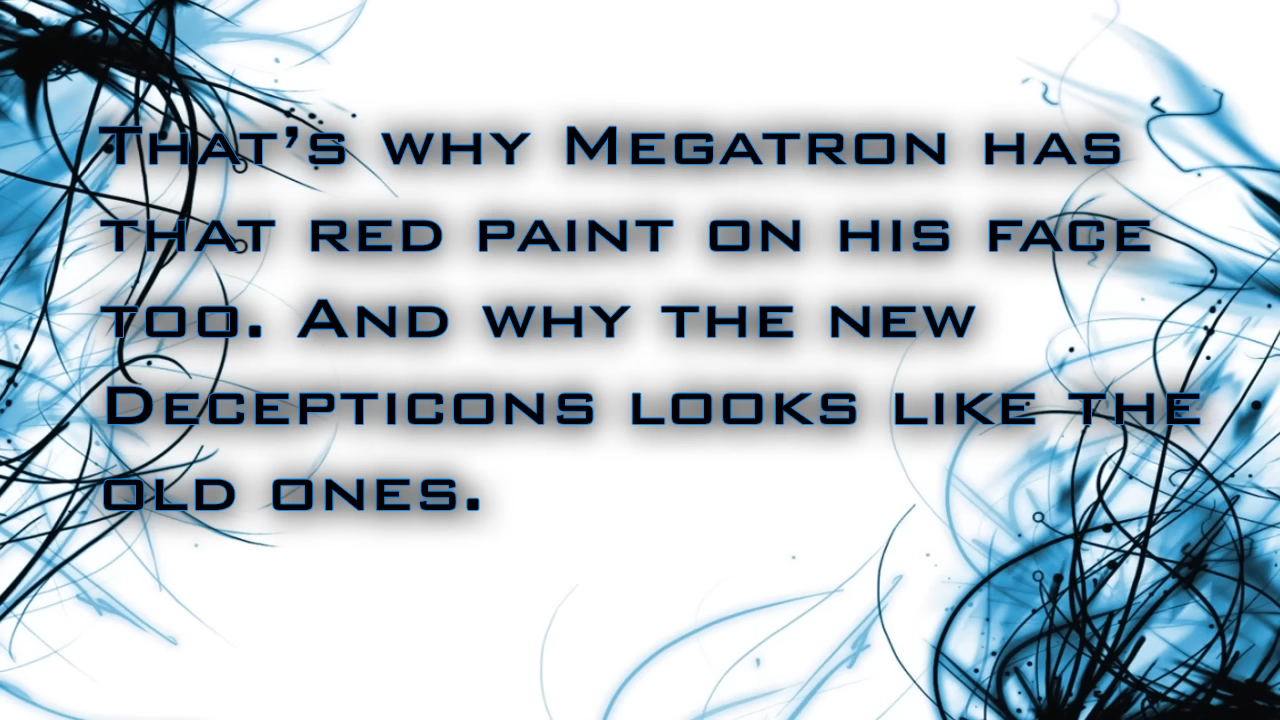 That’s why Megatron has
that red paint on his face
too. And why the new
Decepticons looks like the
old ones.